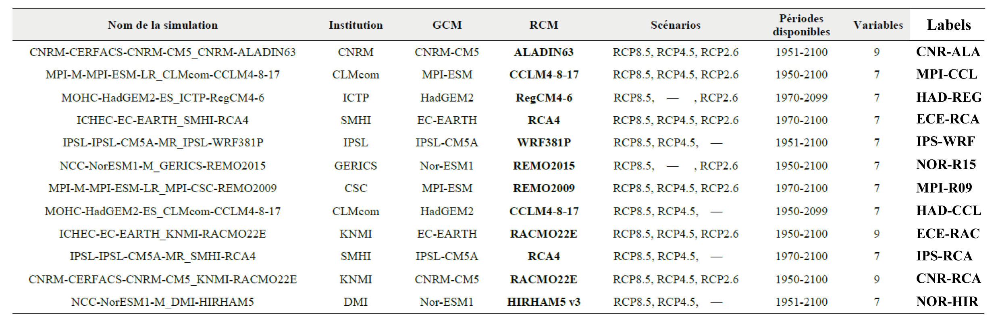 Nom de la simulation Institution GCM RCM Scénarios Périodes disponibles Variables Labels
CNRM-CERFACS-CNRM-CM5_CNRM-ALADIN63 CNRM CNRM-CM5 ALADIN63 RCP8.5, RCP4.5, RCP2.6 1951-2100 9 CNR-ALA
MPI-M-MPI-ESM-LR_CLMcom-CCLM4-8-17 CLMcom MPI-ESM CCLM4-8-17 RCP8.5, RCP4.5, RCP2.6 1950-2100 7 MPI-CCL
MOHC-HadGEM2-ES_ICTP-RegCM4-6 ICTP HadGEM2 RegCM4-6 RCP8.5, — , RCP2.6 1970-2099 7 HAD-REG
ICHEC-EC-EARTH_SMHI-RCA4 SMHI EC-EARTH RCA4 RCP8.5, RCP4.5, RCP2.6 1970-2100 7 ECE-RCA
IPSL-IPSL-CM5A-MR_IPSL-WRF381P IPSL IPSL-CM5A WRF381P RCP8.5, RCP4.5, — 1951-2100 7 IPS-WRF
NCC-NorESM1-M_GERICS-REMO2015 GERICS Nor-ESM1 REMO2015 RCP8.5, — , RCP2.6 1950-2100 7 NOR-R15
MPI-M-MPI-ESM-LR_MPI-CSC-REMO2009 CSC MPI-ESM REMO2009 RCP8.5, RCP4.5, RCP2.6 1970-2100 7 MPI-R09
MOHC-HadGEM2-ES_CLMcom-CCLM4-8-17 CLMcom HadGEM2 CCLM4-8-17 RCP8.5, RCP4.5, — 1950-2099 7 HAD-CCL
ICHEC-EC-EARTH_KNMI-RACMO22E KNMI EC-EARTH RACMO22E RCP8.5, RCP4.5, RCP2.6 1950-2100 9 ECE-RAC
IPSL-IPSL-CM5A-MR_SMHI-RCA4 SMHI IPSL-CM5A RCA4 RCP8.5, RCP4.5, — 1970-2100 7 IPS-RCA
CNRM-CERFACS-CNRM-CM5_KNMI-RACMO22E KNMI CNRM-CM5 RACMO22E RCP8.5, RCP4.5, RCP2.6 1950-2100 9 CNR-RCA
NCC-NorESM1-M_DMI-HIRHAM5 DMI Nor-ESM1 HIRHAM5 v3 RCP8.5, RCP4.5, — 1951-2100 7 NOR-HIR